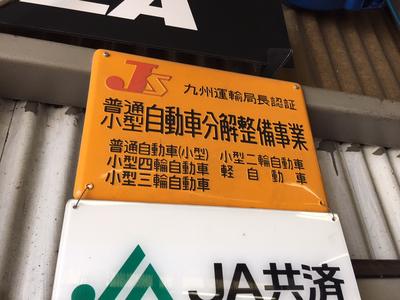 JS 九州運輸局長認証
普通
小型 自動車分解整備事業
普通自動車(小型) 小型二輪自動車
小型四輪自動車 軽自動車
小型三輪自動車
JA共済